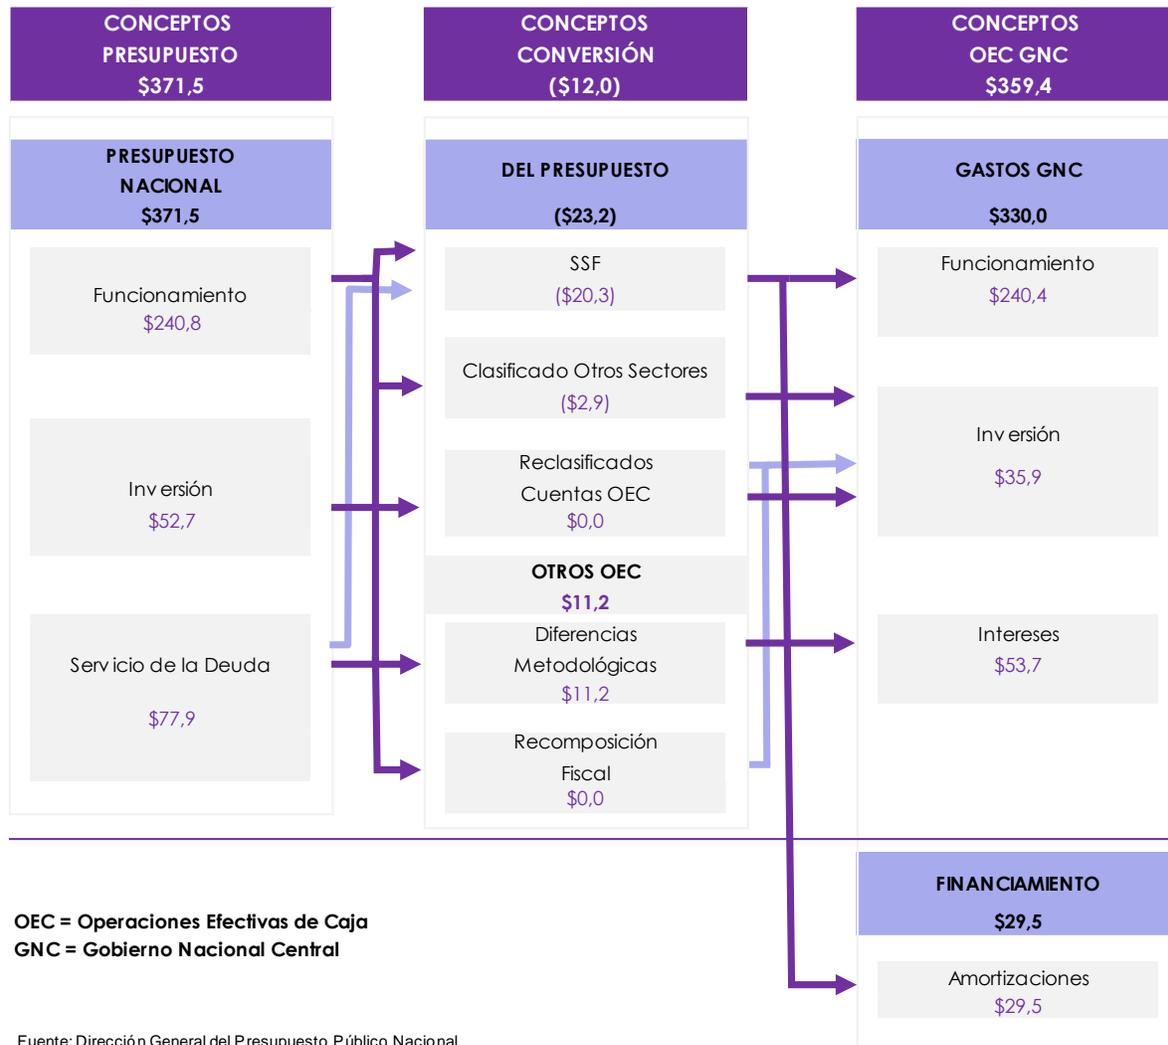 CONCEPTOS
PRESUPUESTO
$371,5
CONCEPTOS
CONVERSIÓN
($12,0)
CONCEPTOS
OEC GNC
$359,4
PRESUPUESTO
NACIONAL
$371,5
Funcionamiento
$240,8
Inversión
$52,7
Servicio de la Deuda
$77,9
DEL PRESUPUESTO
($23,2)
SSF
($20,3)
Clasificado Otros Sectores
($2,9)
Reclasificados
Cuentas OEC
$0,0
OTROS OEC
$11,2
Diferencias
Metodológicas
$11,2
Recomposición
Fiscal
$0,0
GASTOS GNC
$330,0
Funcionamiento
$240,4
Inversión
$35,9
Intereses
$53,7
FINANCIAMIENTO
$29,5
Amortizaciones
$29,5
OEC = Operaciones Efectivas de Caja
GNC = Gobierno Nacional Central
Fuente: Dirección General del Presupuesto Público Nacional